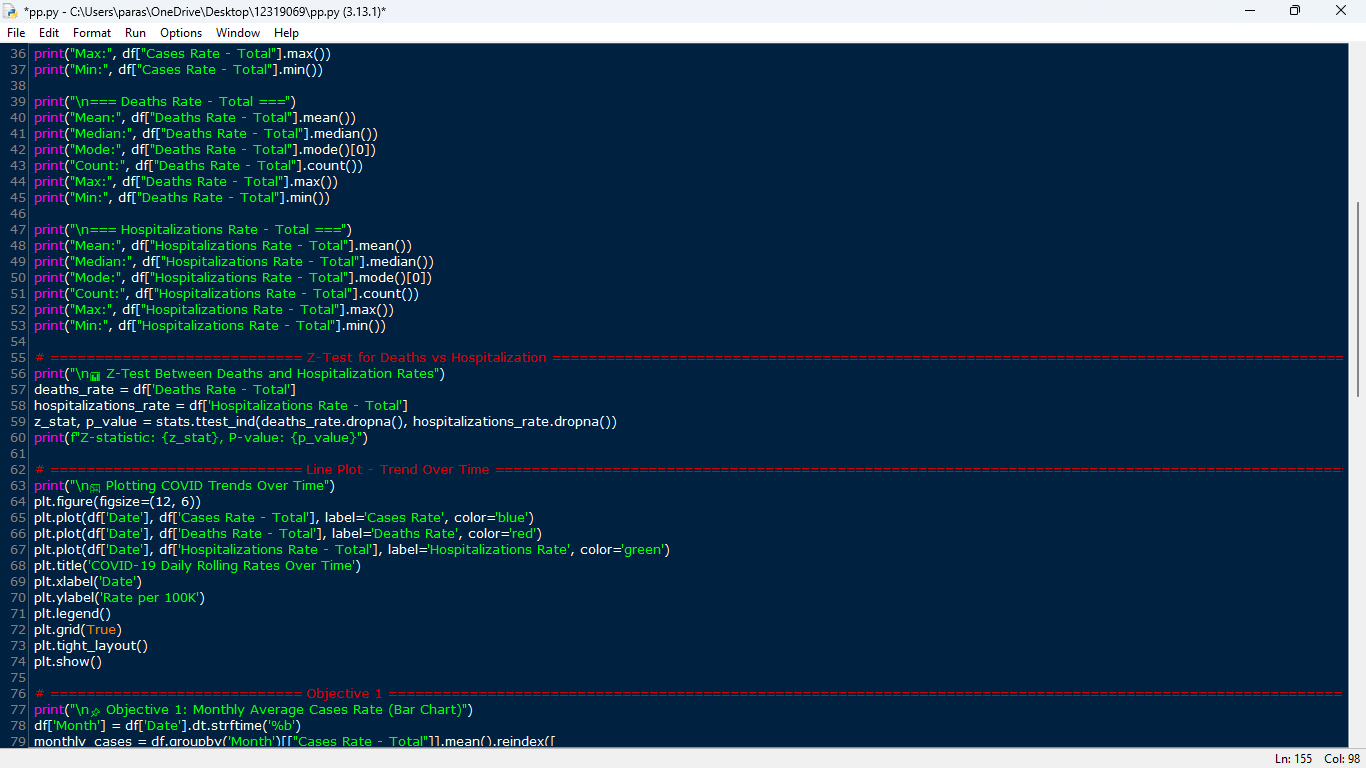 *pp.py - C:\Users\paras\OneDrive\Desktop\12319069\pp.py (3.13.1)*
File Edit Format Run Options Window Help
36 print("Max:", df["Cases Rate - Total"].max())
37 print("Min:", df["Cases Rate - Total"].min())
38
39 print("\n=== Deaths Rate - Total ===")
40 print("Mean:", df["Deaths Rate - Total"].mean())
41 print("Median:", df["Deaths Rate - Total"].median())
42 print("Mode:", df["Deaths Rate - Total"].mode()[0])
43 print("Count:", df["Deaths Rate - Total"].count())
44 print("Max:", df["Deaths Rate - Total"].max())
45 print("Min:", df["Deaths Rate - Total"].min())
46
47 print("\n=== Hospitalizations Rate - Total ===")
48 print("Mean:", df["Hospitalizations Rate - Total"].mean())
49 print("Median:", df["Hospitalizations Rate - Total"].median())
50 print("Mode:", df["Hospitalizations Rate - Total"].mode()[0])
51 print("Count:", df["Hospitalizations Rate - Total"].count())
52 print("Max:", df["Hospitalizations Rate - Total"].max())
53 print("Min:", df["Hospitalizations Rate - Total"].min())
54
55 # ============================ Z-Test for Deaths vs Hospitalization ========================================================================================
56 print("\n🧮 Z-Test Between Deaths and Hospitalization Rates")
57 deaths_rate = df['Deaths Rate - Total']
58 hospitalizations_rate = df['Hospitalizations Rate - Total']
59 z_stat, p_value = stats.ttest_ind(deaths_rate.dropna(), hospitalizations_rate.dropna())
60 print(f"Z-statistic: {z_stat}, P-value: {p_value}")
61
62 # ============================ Line Plot - Trend Over Time ==============================================================================================
63 print("\n Plotting COVID Trends Over Time")
64 plt.figure(figsize=(12, 6))
65 plt.plot(df['Date'], df['Cases Rate - Total'], label='Cases Rate', color='blue')
66 plt.plot(df['Date'], df['Deaths Rate - Total'], label='Deaths Rate', color='red')
67 plt.plot(df['Date'], df['Hospitalizations Rate - Total'], label='Hospitalizations Rate', color='green')
68 plt.title('COVID-19 Daily Rolling Rates Over Time')
69 plt.xlabel('Date')
70 plt.ylabel('Rate per 100K')
71 plt.legend()
72 plt.grid(True)
73 plt.tight_layout()
74 plt.show()
75
76 # ============================ Objective 1 ==========================================================================================================
77 print("\n📌 Objective 1: Monthly Average Cases Rate (Bar Chart)")
78 df['Month'] = df['Date'].dt.strftime('%b')
79 monthly_cases = df.groupby('Month')[["Cases Rate - Total"]].mean().reindex([
Ln: 155 Col: 98